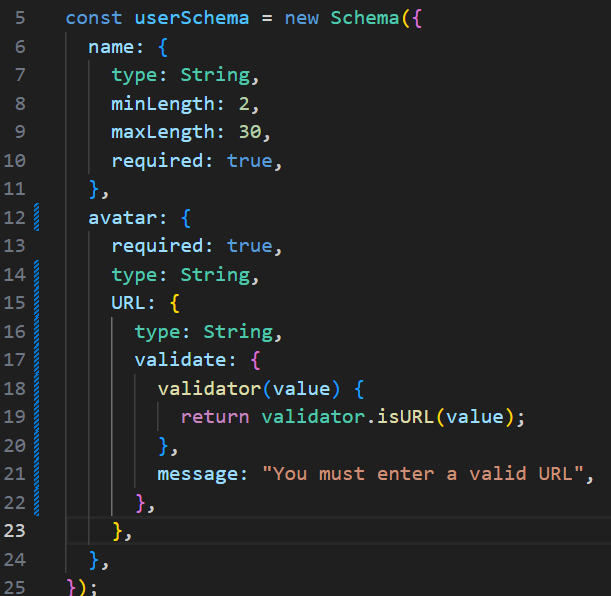 5 const userSchema = new Schema({
6 name: {
7 type: String,
8 minLength: 2,
9 maxLength: 30,
10 required: true,
11 },
12 avatar: {
13 required: true,
14 type: String,
15 URL: {
16 type: String,
17 validate: {
18 validator(value) {
19 return validator.isURL(value);
20 },
21 message: "You must enter a valid URL",
22 },
23 },
24 },
25 });